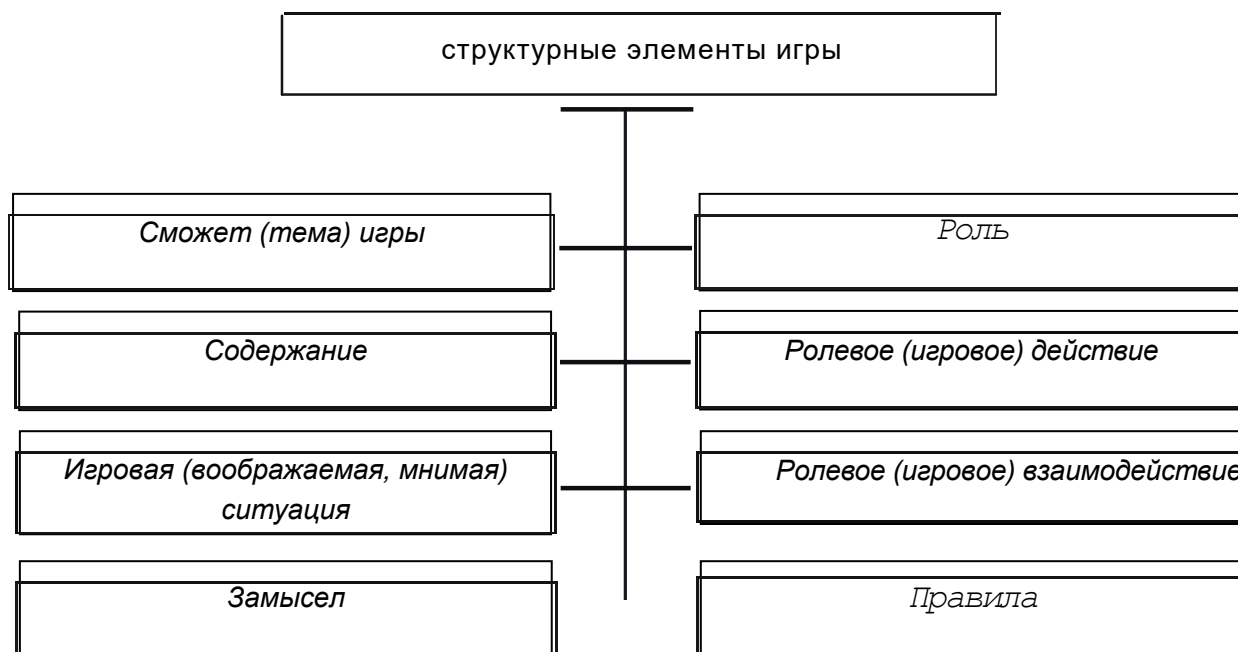 структурные элементы игры
Сможет (тема) игры
Роль
Содержание
Ролевое (игровое) действие
Игровая (воображаемая, мнимая)
ситуация
Ролевое (игровое) взаимодействие
Замысел
Правила